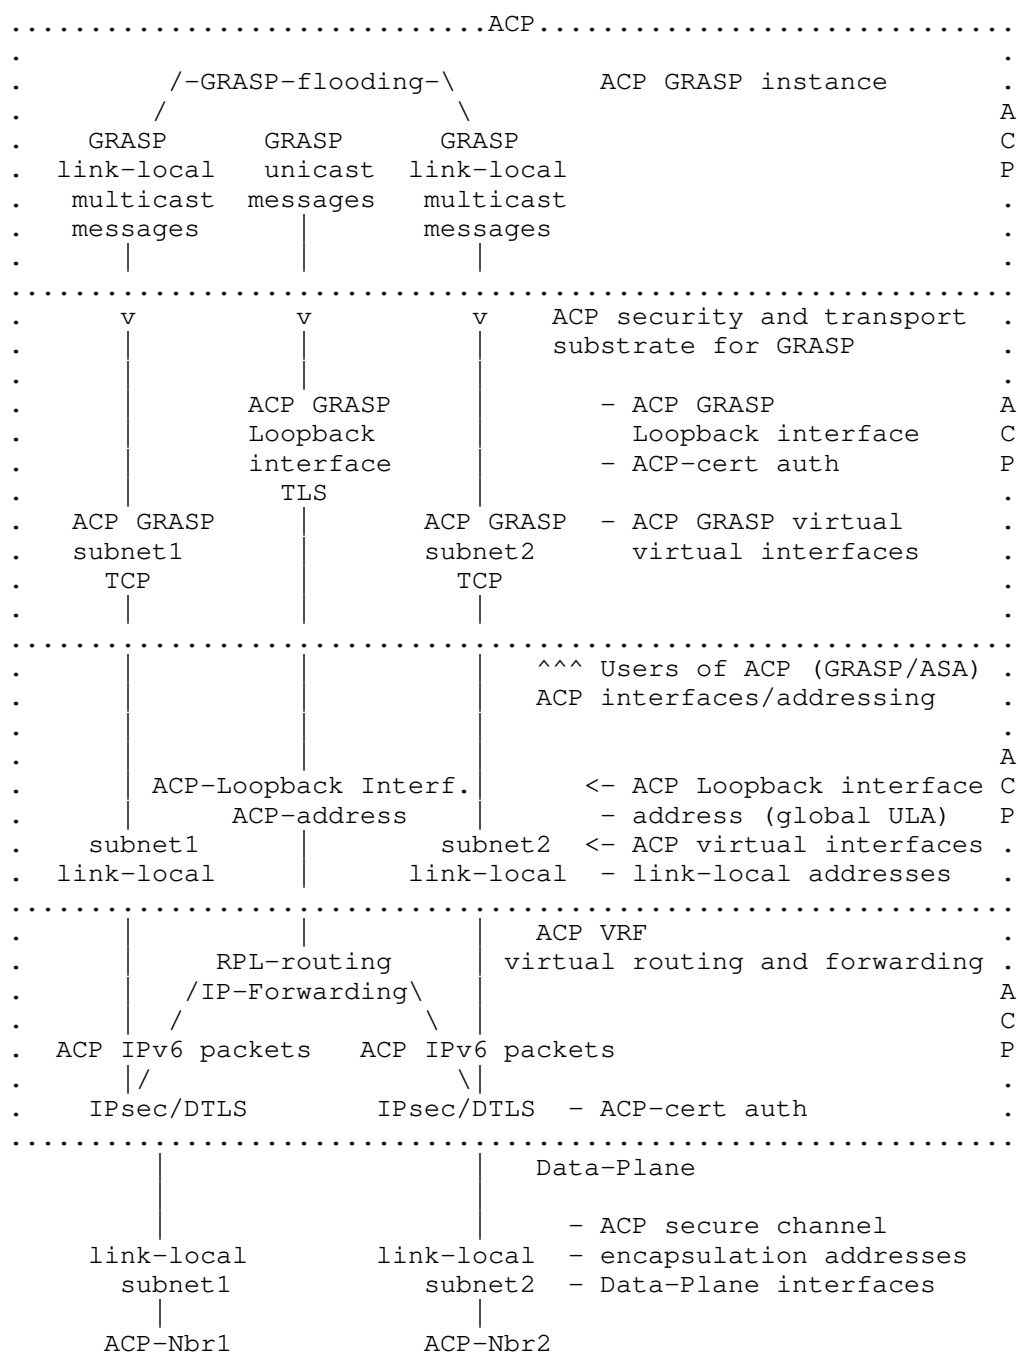 ..............................ACP..............................
.                                                             .
.         /-GRASP-flooding-\         ACP GRASP instance       .
.        /                  \                                 A
.    GRASP      GRASP      GRASP                              C
.  link-local   unicast  link-local                           P
.   multicast  messages   multicast                           .
.   messages      |       messages                            .
.      |          |          |                                .
...............................................................
.      v          v          v    ACP security and transport  .
.      |          |          |    substrate for GRASP         .
.      |          |          |                                .
.      |       ACP GRASP     |       - ACP GRASP              A
.      |       Loopback      |         Loopback interface     C
.      |       interface     |       - ACP-cert auth          P
.      |         TLS         |                                .
.   ACP GRASP     |       ACP GRASP  - ACP GRASP virtual      .
.   subnet1       |       subnet2      virtual interfaces     .
.     TCP         |         TCP                               .
.      |          |          |                                .
...............................................................
.      |          |          |   ^^^ Users of ACP (GRASP/ASA) .
.      |          |          |   ACP interfaces/addressing    .
.      |          |          |                                .
.      |          |          |                                A
.      | ACP-Loopback Interf.|      <- ACP Loopback interface C
.      |      ACP-address    |       - address (global ULA)   P
.    subnet1      |        subnet2  <- ACP virtual interfaces .
.  link-local     |      link-local  - link-local addresses   .
...............................................................
.      |          |          |   ACP VRF                      .
.      |     RPL-routing     | virtual routing and forwarding .
.      |   /IP-Forwarding\   |                                A
.      |  /               \  |                                C
.  ACP IPv6 packets   ACP IPv6 packets                        P
.      |/                   \|                                .
.    IPsec/DTLS        IPsec/DTLS  - ACP-cert auth            .
...............................................................
         |                   |   Data-Plane
         |                   |
         |                   |     - ACP secure channel
     link-local        link-local  - encapsulation addresses
       subnet1            subnet2  - Data-Plane interfaces
         |                   |
      ACP-Nbr1            ACP-Nbr2